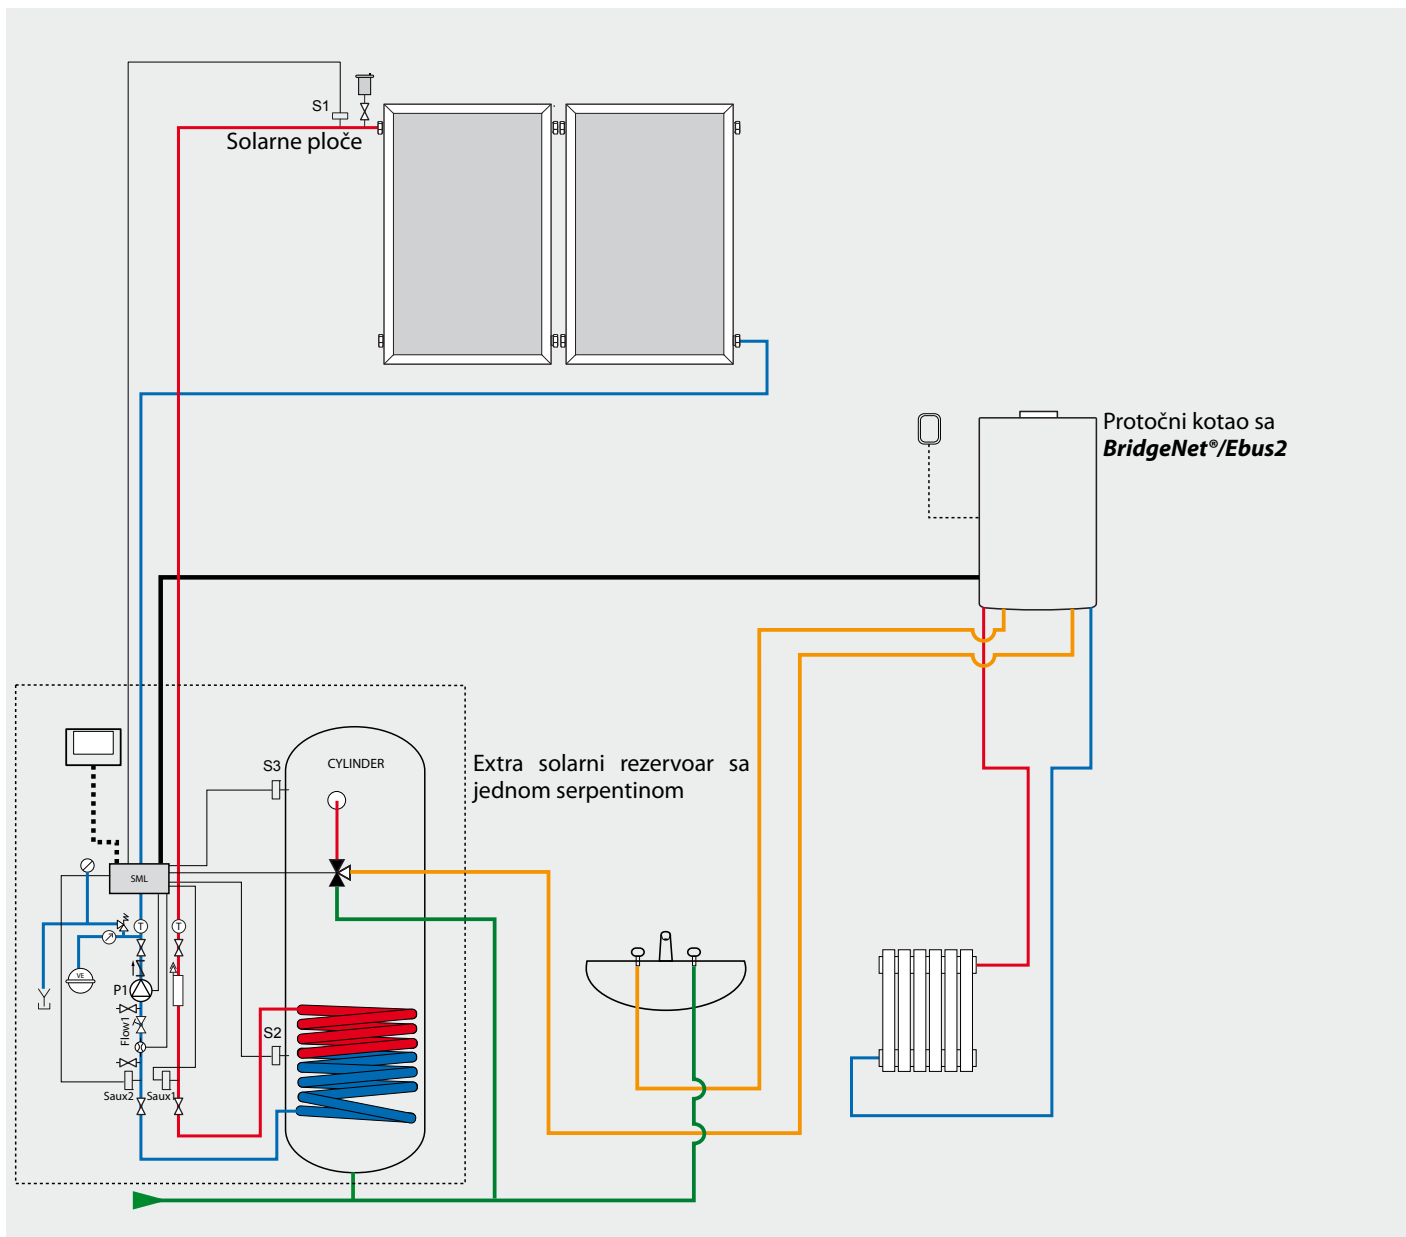 S1
Solarne ploče
Protočni kotao sa
BridgeNet®/Ebus2
S3
CYLINDER
Extra solarni rezervoar sa
jednom serpentinom
SML
T
T
W
VE
P1
Flow1
S2
Saux2
Saux1